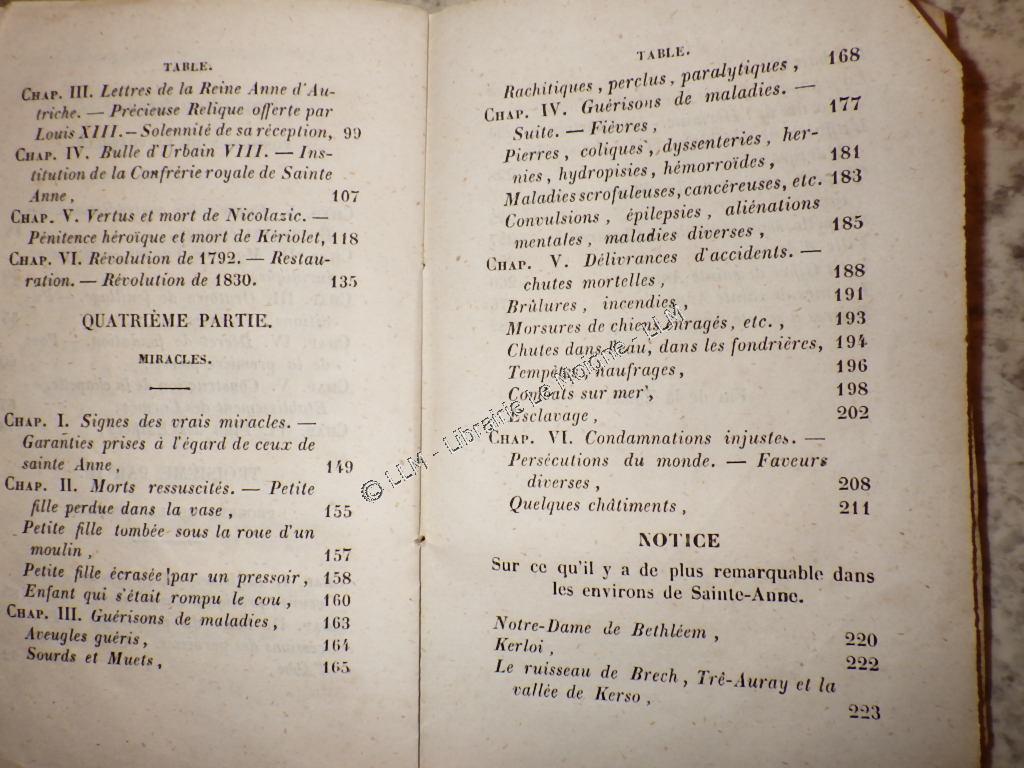 TABLE.
CHAP. III. Lettres de la Reine Anne d'Au-
triche. — Précieuse Relique offerte par
Louis XIII. — Solennité de sa réception, 99
CHAP. IV. Bulle d'Urbain VIII. — Ins-
titution de la Confrérie royale de Sainte
Anne, 107
CHAP. V. Vertus et mort de Nicolazic. —
Pénitence héroïque et mort de Kériolet, 118
CHAP. VI. Révolution de 1792. — Restau-
ration. — Révolution de 1830. 135
QUATRIÈME PARTIE.
MIRACLES.
CHAP. I. Signes des vrais miracles. —
Garanties prises à l'égard de ceux de
sainte Anne, 149
CHAP. II. Morts ressuscités. — Petite
fille perdue dans la vase, 155
Petite fille tombée sous la roue d'un
moulin, 157
Petite fille écrasée par un pressoir, 158
Enfant qui s'était rompu le cou, 160
CHAP. III. Guérisons de maladies, 163
Aveugles guéris, 164
Sourds et Muets, 165
TABLE.
Rachitiques, perclus, paralytiques, 168
CHAP. IV. Guérisons de maladies. —
Suite. — Fièvres, 177
Pierres, coliques, dyssenteries, her-
nies, hydropisies, hémorroïdes, 181
Maladies scrofuleuses, cancéreuses, etc. 183
Convulsions, épilepsies, aliénations
mentales, maladies diverses, 185
CHAP. V. Délivrances d'accidents. —
chutes mortelles, 188
Brûlures, incendies, 191
Morsures de chiens enragés, etc., 193
Chutes dans l'eau, dans les fondrières, 194
Tempêtes, naufrages, 196
Combats sur mer, 198
Esclavage, 202
CHAP. VI. Condamnations injustes. —
Persécutions du monde. — Faveurs
diverses, 208
Quelques châtiments, 211
NOTICE
Sur ce qu'il y a de plus remarquable dans
les environs de Sainte-Anne.
Notre-Dame de Bethléem, 220
Kerloi, 222
Le ruisseau de Brech, Tré-Auray et la
vallée de Kerso, 223
© LLM - Librairie Le Moigne - LLM